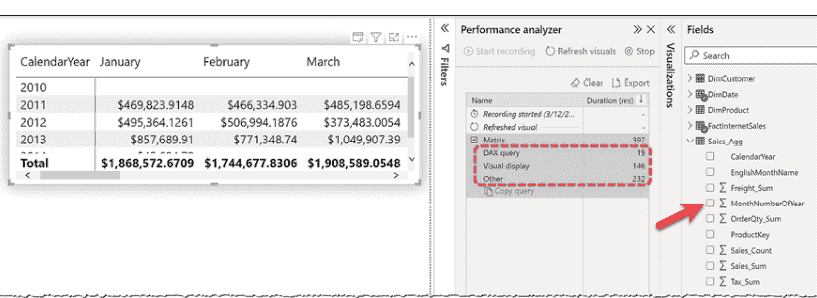 CalendarYear January February March
2010
2011 $469,823.9148 $466,334.903 $485,198.6594
2012 $495,364.1261 $506,994.1876 $373,483.0054
2013 $857,689.91 $771,348.74 $1,049,907.39
Total $1,868,572.6709 $1,744,677.8306 $1,908,589.0548
Filters
Performance analyzer
Start recording Refresh visuals Stop
Clear Export
Name Duration (ms)
Recording started (3/12/2... -
Refreshed visual -
Matrix 397
DAX query 19
Visual display 146
Other 232
Copy query
Visualizations
Fields
Search
DimCustomer
DimDate
DimProduct
FactInternetSales
Sales_Agg
CalendarYear
EnglishMonthName
Freight_Sum
MonthNumberOfYear
OrderQty_Sum
ProductKey
Sales_Count
Sales_Sum
Tax_Sum